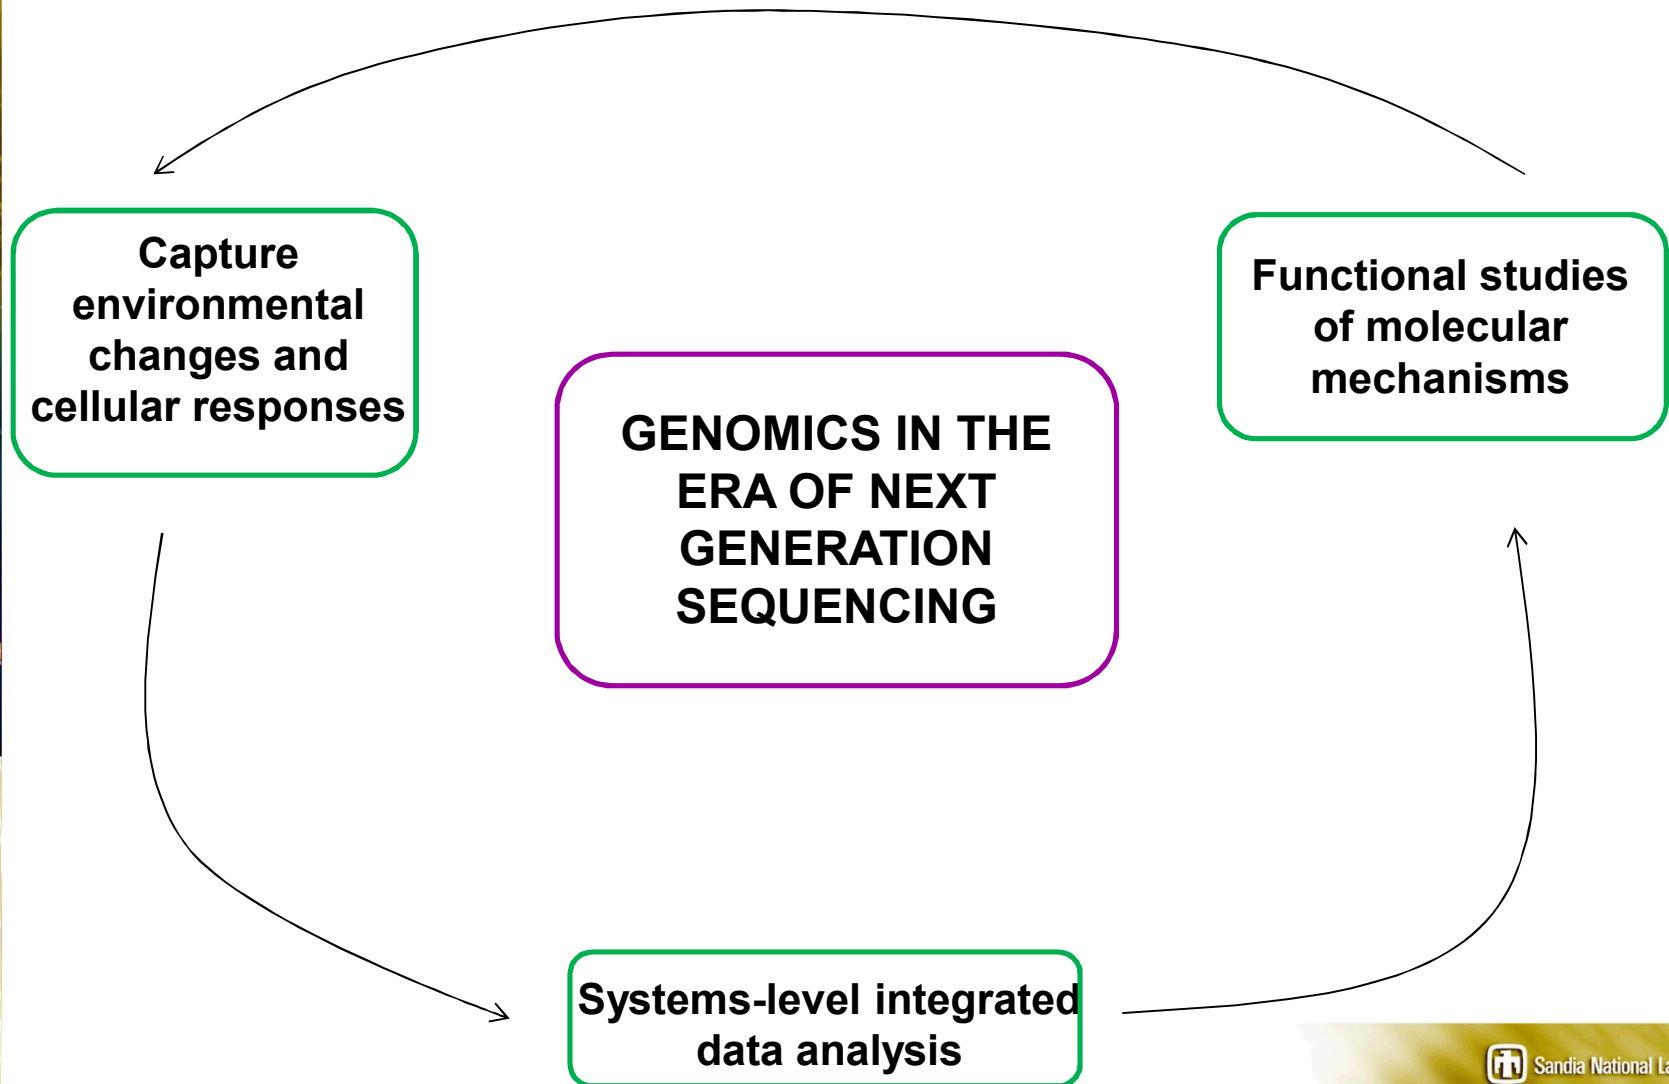 Capture
environmental
changes and
cellular responses
Functional studies
of molecular
mechanisms
GENOMICS IN THE
ERA OF NEXT
GENERATION
SEQUENCING
Systems-level integrated
data analysis
Sandia National La